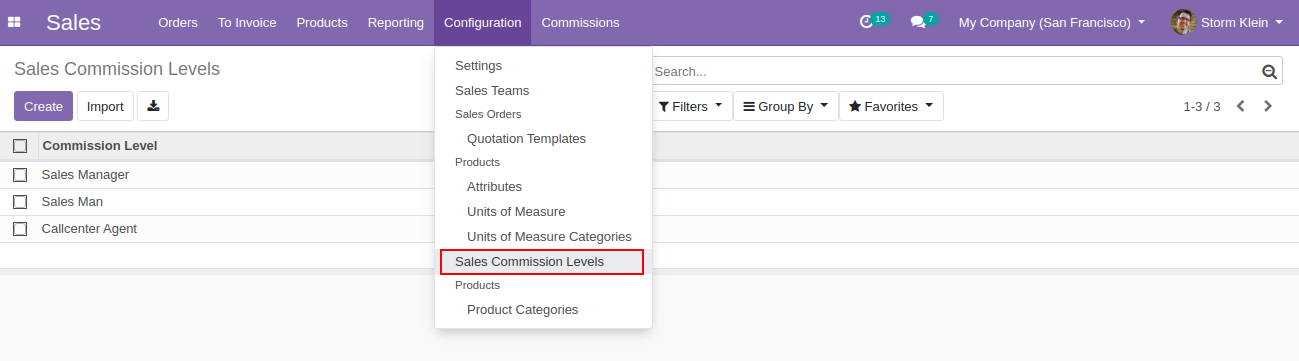 Sales Orders To Invoice Products Reporting Configuration Commissions 13 7 My Company (San Francisco) Storm Klein
Sales Commission Levels
Search...
Create Import
Filters Group By Favorites 1-3 / 3
Settings
Sales Teams
Sales Orders
Quotation Templates
Products
Attributes
Units of Measure
Units of Measure Categories
Sales Commission Levels
Products
Product Categories
Commission Level
Sales Manager
Sales Man
Callcenter Agent